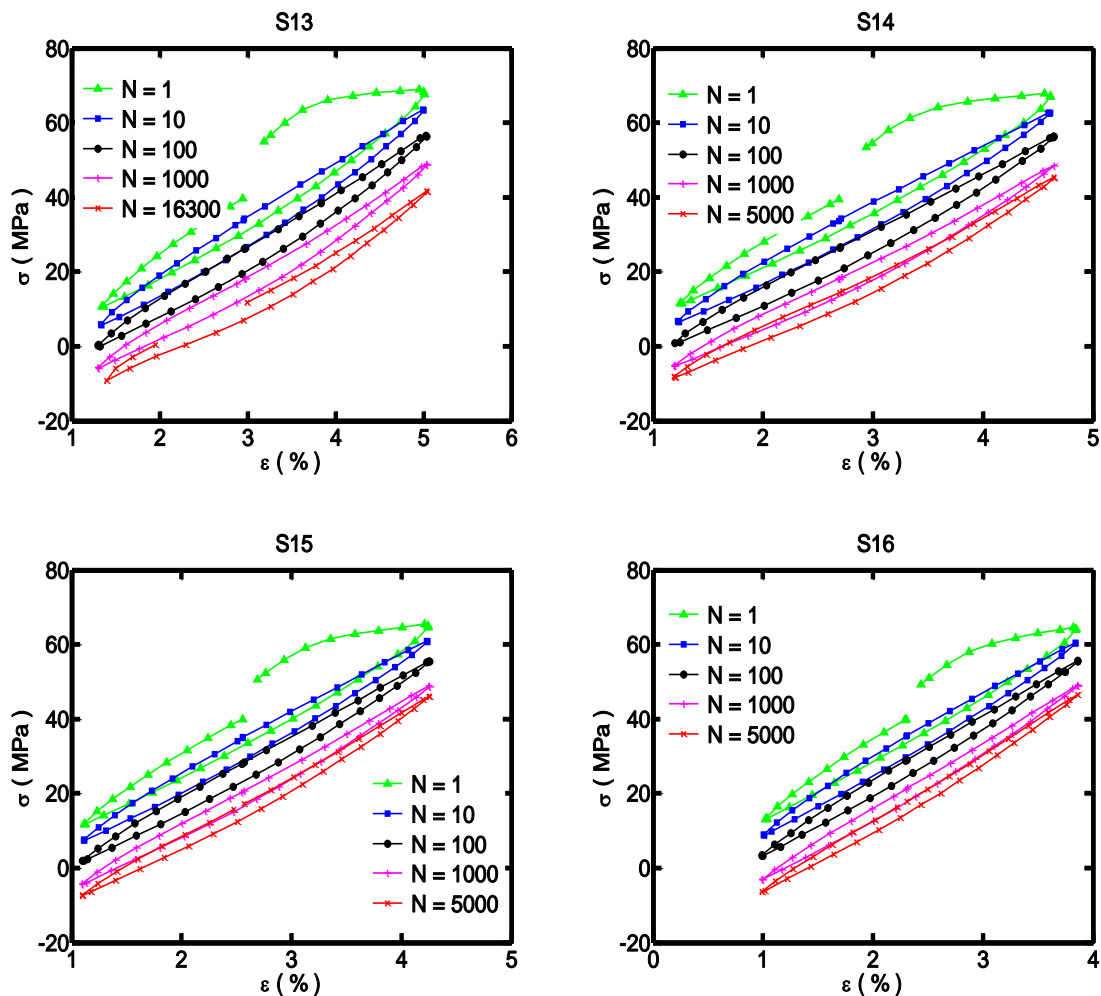 S13
80
60
40
20
0
-20
σ ( MPa)
N = 1
N = 10
N = 100
N = 1000
N = 16300
1 2 3 4 5 6
ε ( %)
S14
80
60
40
20
0
-20
σ ( MPa)
N = 1
N = 10
N = 100
N = 1000
N = 5000
1 2 3 4 5
ε ( %)
S15
80
60
40
20
0
-20
σ ( MPa)
N = 1
N = 10
N = 100
N = 1000
N = 5000
1 2 3 4 5
ε ( %)
S16
80
60
40
20
0
-20
σ ( MPa)
N = 1
N = 10
N = 100
N = 1000
N = 5000
0 1 2 3 4
ε ( %)